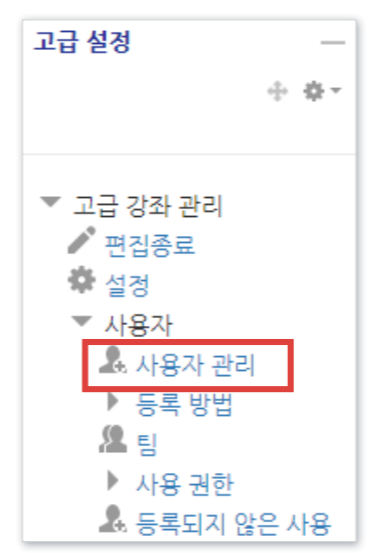 고급 설정
고급 강좌 관리
편집종료
설정
사용자
사용자 관리
등록 방법
팀
사용 권한
등록되지 않은 사용